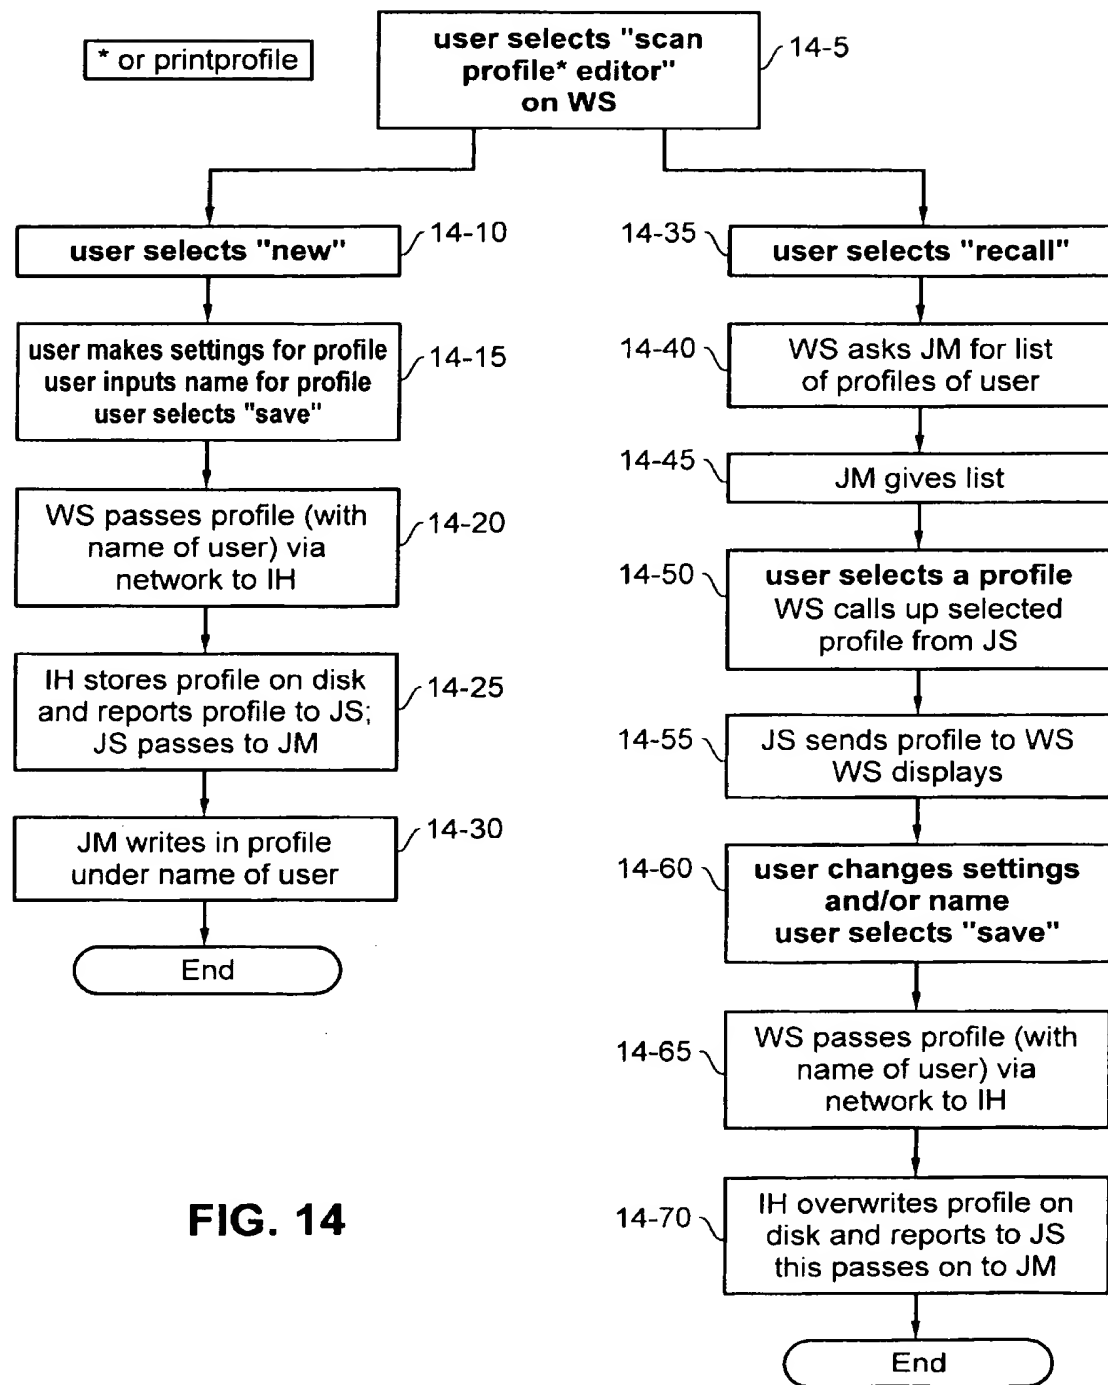 * or printprofile
user selects "scan
profile* editor"
on WS
14-5
user selects "new"
14-10
user makes settings for profile
user inputs name for profile
user selects "save"
14-15
WS passes profile (with
name of user) via
network to IH
14-20
IH stores profile on disk
and reports profile to JS;
JS passes to JM
14-25
JM writes in profile
under name of user
14-30
End
14-35
user selects "recall"
14-40
WS asks JM for list
of profiles of user
14-45
JM gives list
14-50
user selects a profile
WS calls up selected
profile from JS
14-55
JS sends profile to WS
WS displays
14-60
user changes settings
and/or name
user selects "save"
14-65
WS passes profile (with
name of user) via
network to IH
14-70
IH overwrites profile on
disk and reports to JS
this passes on to JM
End
FIG. 14